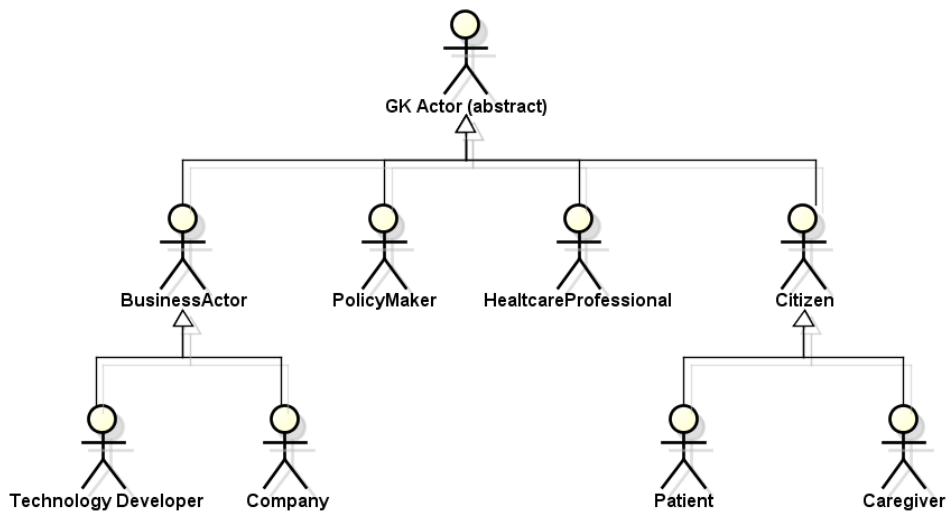 GK Actor (abstract)
BusinessActor
PolicyMaker
HealtcareProfessional
Citizen
Technology Developer
Company
Patient
Caregiver